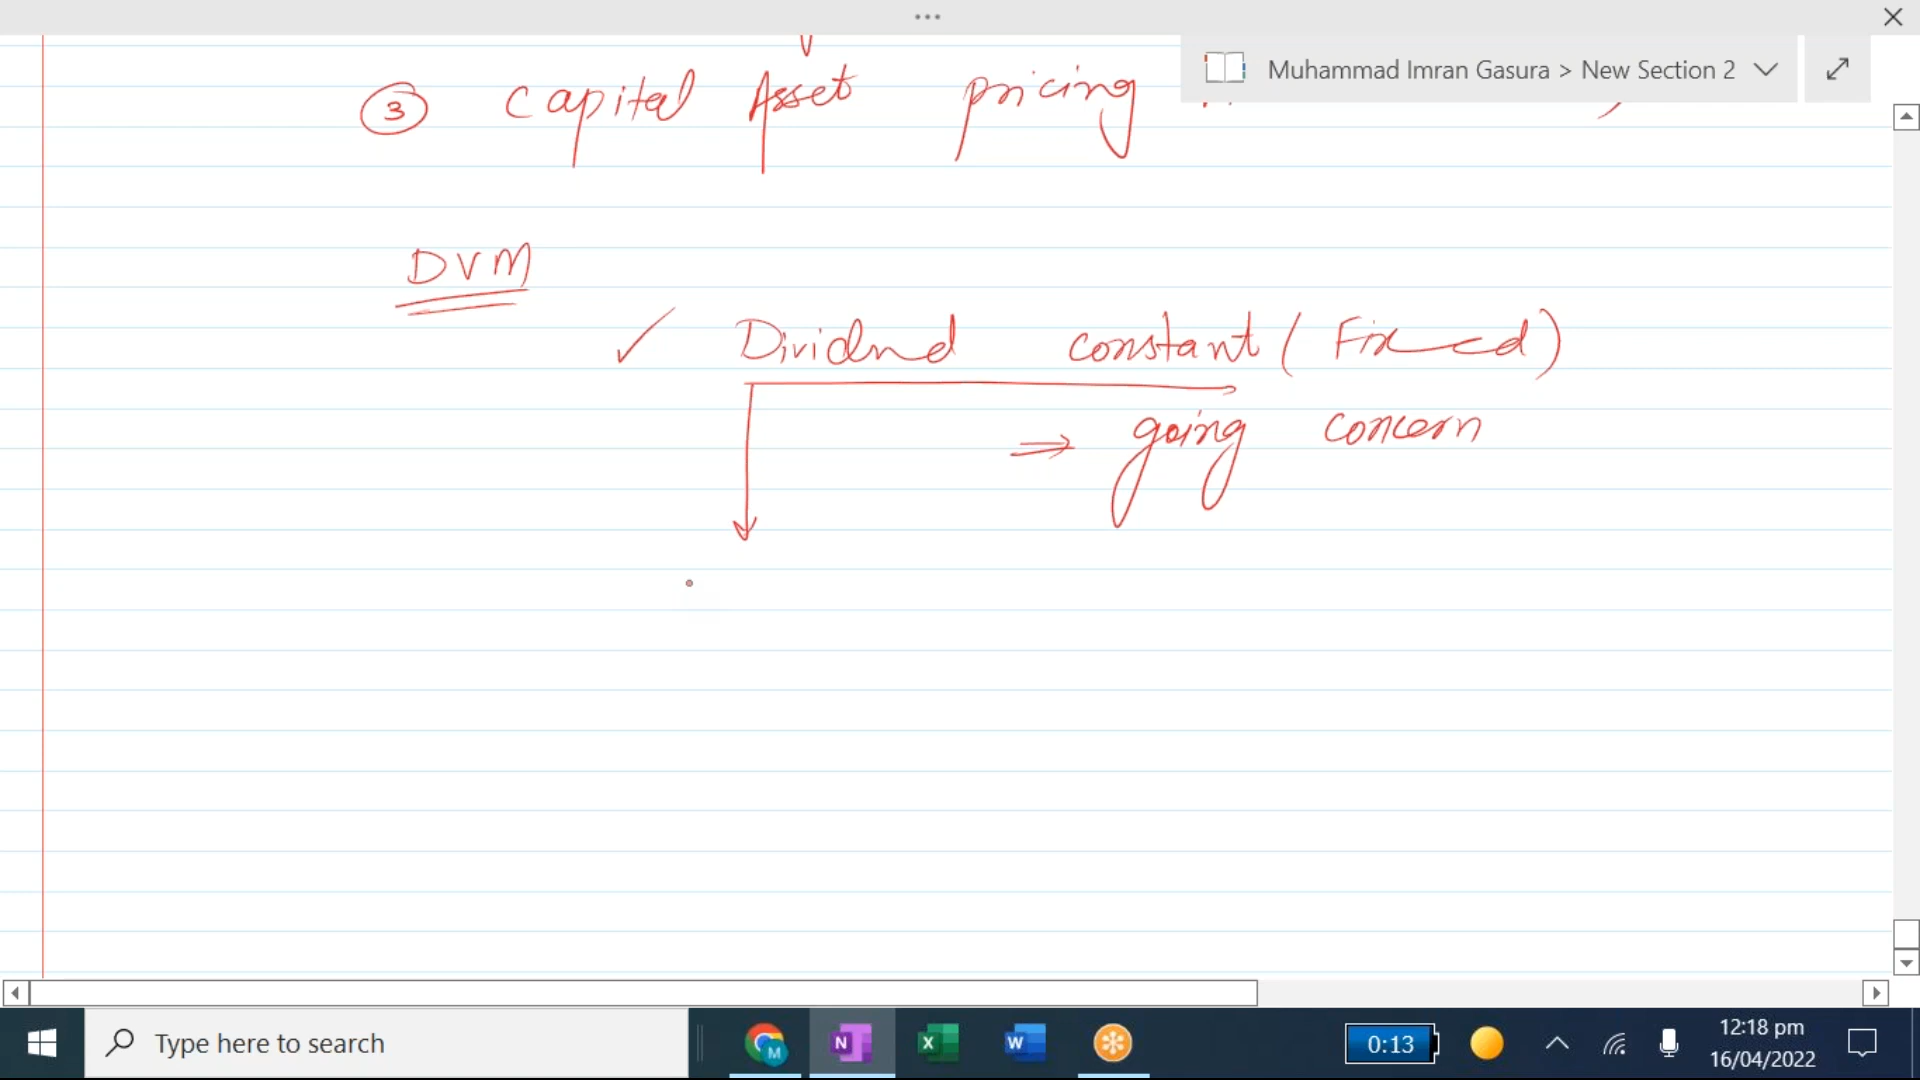 Muhammad Imran Gasura > New Section 2
③ Capital Asset pricing
DVM
✓ Dividnd constant (Fixed)
⇒ going concern
Type here to search
0:13
12:18 pm
16/04/2022